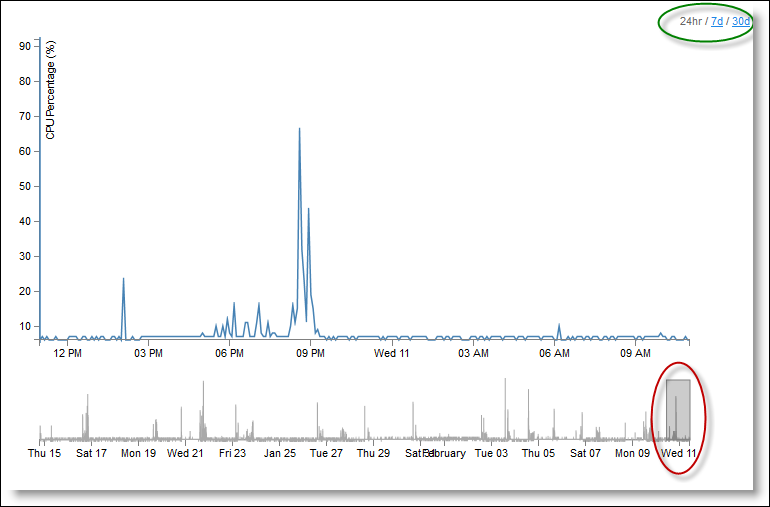 24hr / 7d / 30d
CPU Percentage (%)
90
80
70
60
50
40
30
20
10
12 PM 03 PM 06 PM 09 PM Wed 11 03 AM 06 AM 09 AM
Thu 15 Sat 17 Mon 19 Wed 21 Fri 23 Jan 25 Tue 27 Thu 29 Sat 31 February Tue 03 Thu 05 Sat 07 Mon 09 Wed 11